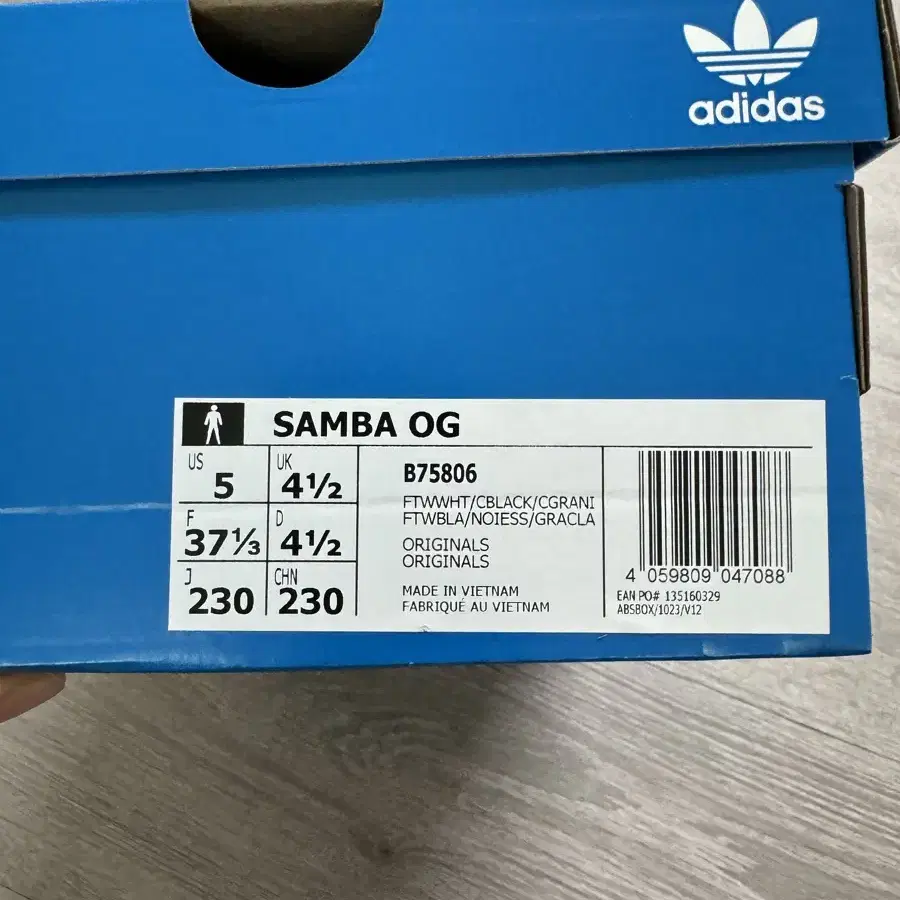 adidas
SAMBA OG
US 5
UK 4½
F 37⅓
D 4½
J 230
CHN 230
B75806
FTWWHT/CBLACK/CGRANI
FTWBLA/NOIESS/GRACLA
ORIGINALS
ORIGINALS
MADE IN VIETNAM
FABRIQUÉ AU VIETNAM
4 059809 047088
EAN PO# 135160329
ABSBOX/1023/V12